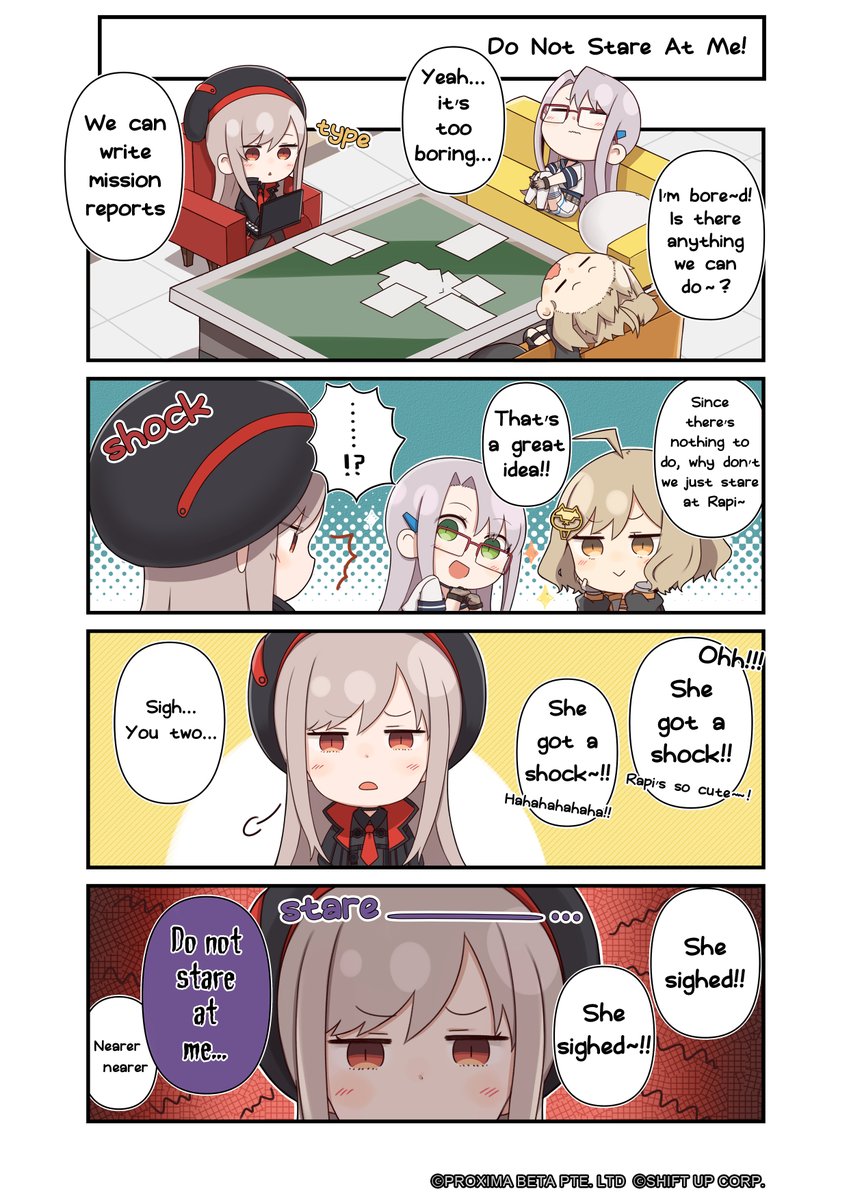 Do Not Stare At Me!
I'm bore~d!
Is there
anything
we can
do~?
Yeah...
it's
too
boring...
type
We can
write
mission
reports
Since
there's
nothing to
do, why don't
we just stare
at Rapi~
That's
a great
idea!!
........
!?
shock
Ohh!!!
She
got a
shock!!
Rapi's so cute~~!
She
got a
shock~!!
Hahahahahaha!!
Sigh...
You two...
She
sighed!!
She
sighed~!!
stare ...
Do not
stare
at
me...
Nearer
nearer
©PROXIMA BETA PTE. LTD ©SHIFT UP CORP.